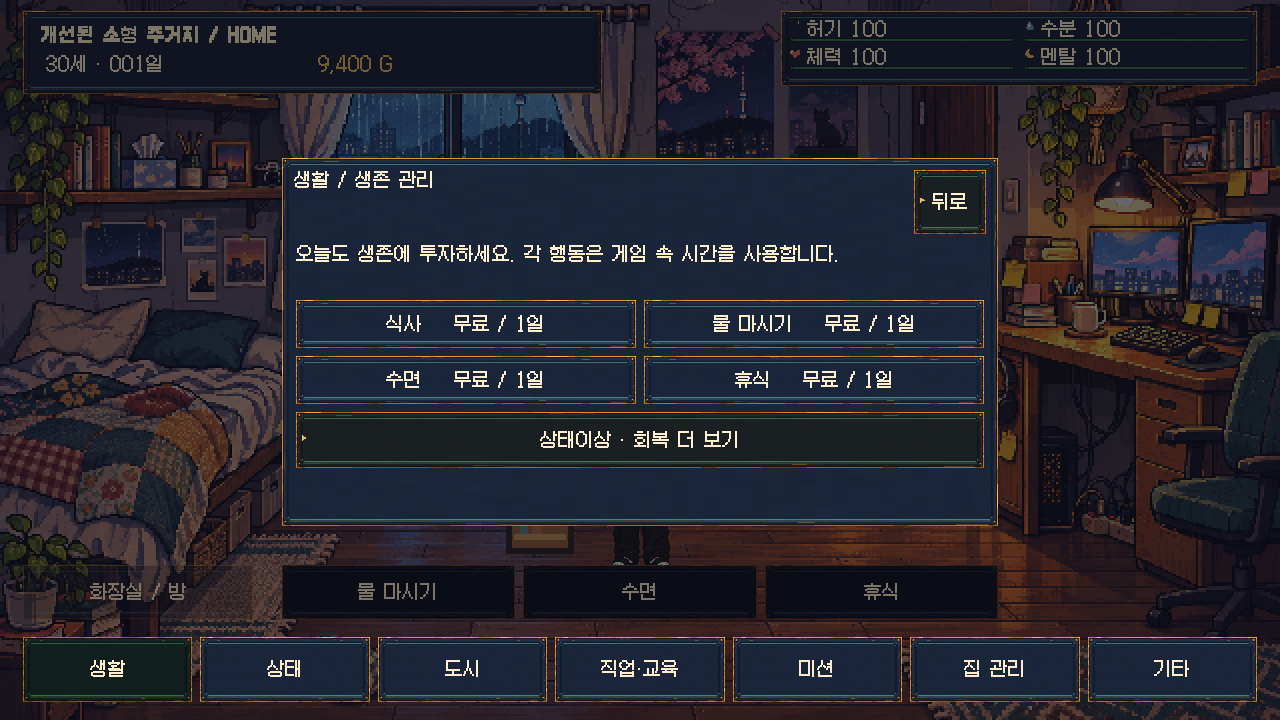 개선된 소형 주거지 / HOME
30세 · 001일 9,400 G
허기 100 수분 100
체력 100 멘탈 100
생활 / 생존 관리
뒤로
오늘도 생존에 투자하세요. 각 행동은 게임 속 시간을 사용합니다.
식사 무료 / 1일 물 마시기 무료 / 1일
수면 무료 / 1일 휴식 무료 / 1일
상태이상 · 회복 더 보기
화장실 / 방 물 마시기 수면 휴식
생활 상태 도시 직업·교육 미션 집 관리 기타